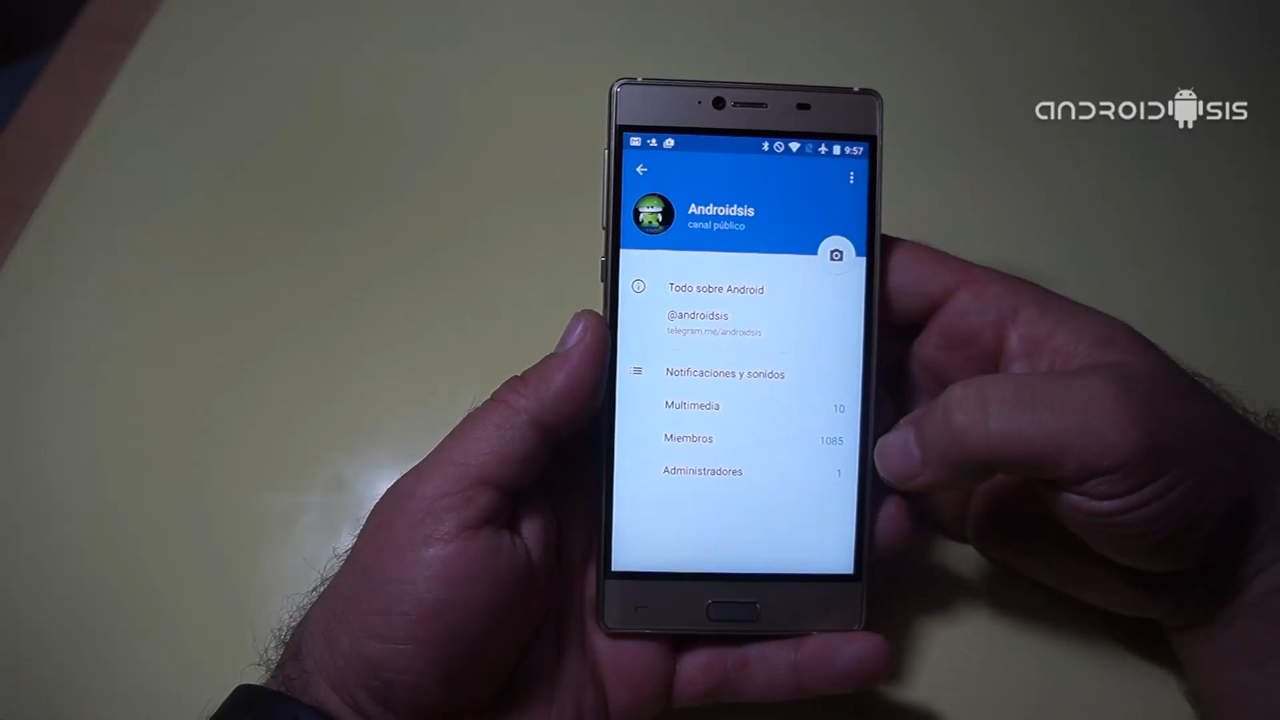 ANDROIDSIS
9:57
Androidsis
canal público
Todo sobre Android
@androidsis
telegram.me/androidsis
Notificaciones y sonidos
Multimedia 10
Miembros 1085
Administradores 1